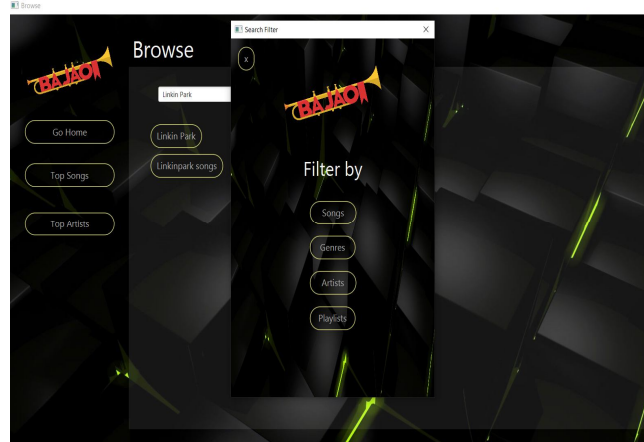 Browse
Search Filter
X
Browse
x
BAJAO
BAJAO
Linkin Park
Go Home
Linkin Park
Linkinpark songs
Filter by
Top Songs
Songs
Top Artists
Genres
Artists
Playlists